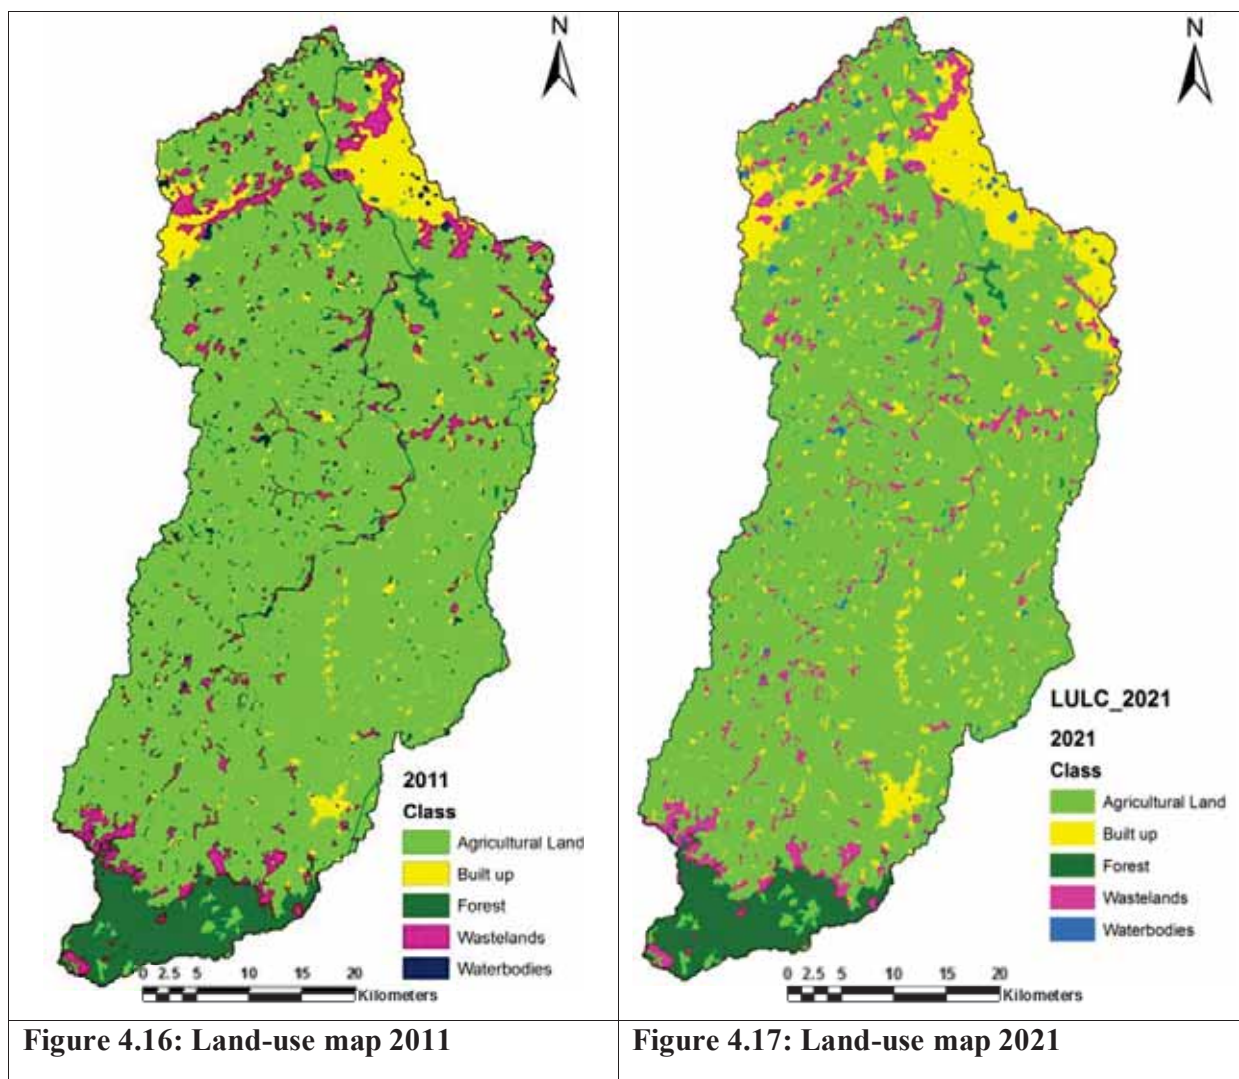 N
2011
Class
Agricultural Land
Built up
Forest
Wastelands
Waterbodies
0 2.5 5 10 15 20
Kilometers
Figure 4.16: Land-use map 2011
N
LULC_2021
2021
Class
Agricultural Land
Built up
Forest
Wastelands
Waterbodies
0 2.5 5 10 15 20
Kilometers
Figure 4.17: Land-use map 2021